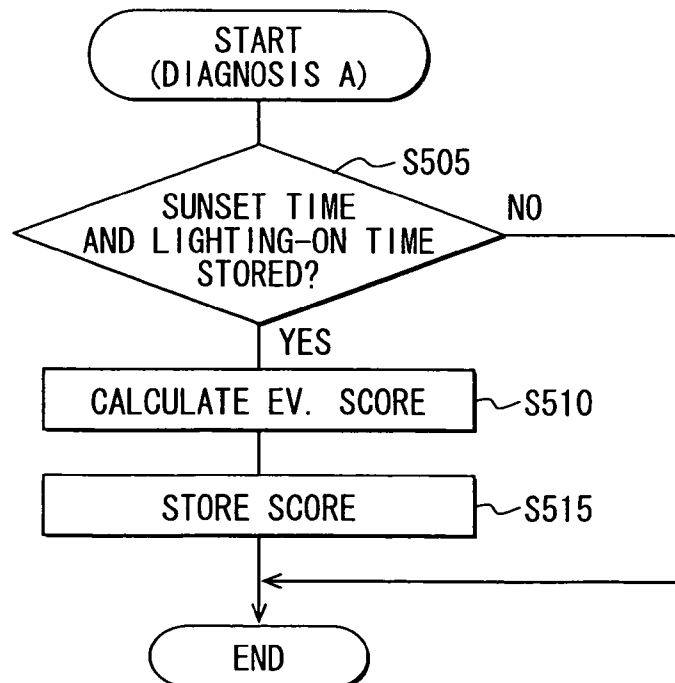 START
(DIAGNOSIS A)
S505
SUNSET TIME
AND LIGHTING-ON TIME
STORED?
NO
YES
CALCULATE EV. SCORE
S510
STORE SCORE
S515
END